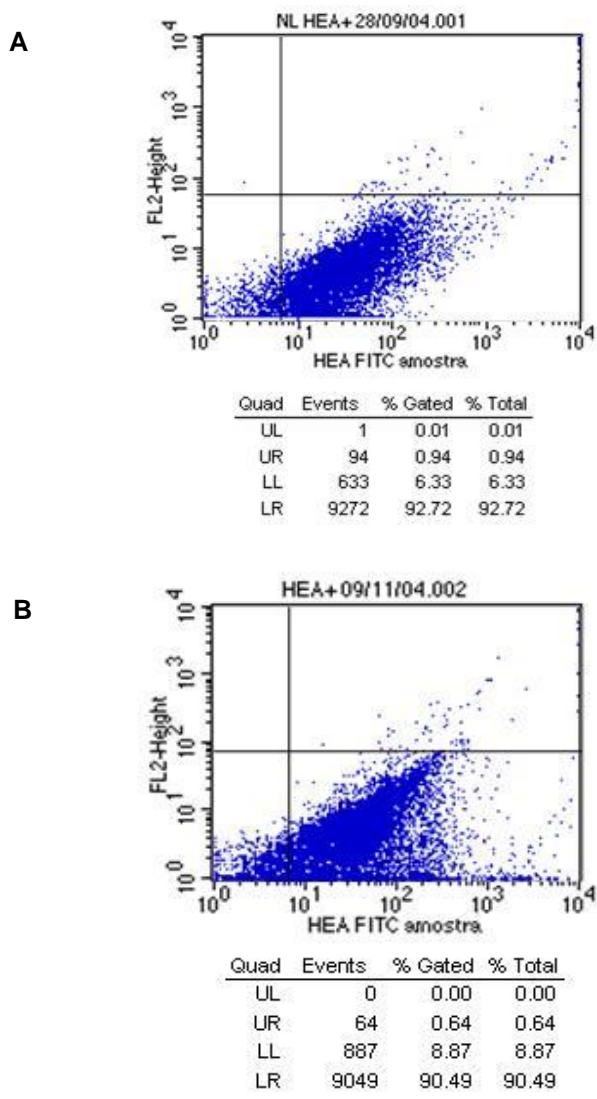 A
NL HEA+ 28/09/04.001
10^4
10^3
10^2
10^1
10^0
FL2-Height
10^0 10^1 10^2 10^3 10^4
HEA FITC amostra
Quad Events % Gated % Total
UL 1 0.01 0.01
UR 94 0.94 0.94
LL 633 6.33 6.33
LR 9272 92.72 92.72
B
HEA+ 09/11/04.002
10^4
10^3
10^2
10^1
10^0
FL2-Height
10^0 10^1 10^2 10^3 10^4
HEA FITC amostra
Quad Events % Gated % Total
UL 0 0.00 0.00
UR 64 0.64 0.64
LL 887 8.87 8.87
LR 9049 90.49 90.49